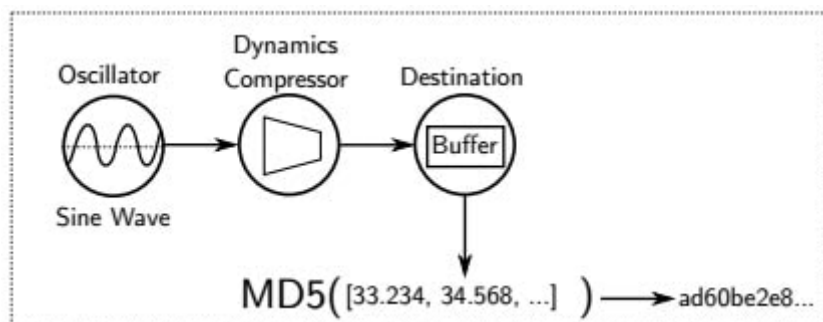 Dynamics
Oscillator Compressor Destination
Buffer
Sine Wave
MD5([33.234, 34.568, ...]) ad60be2e8...